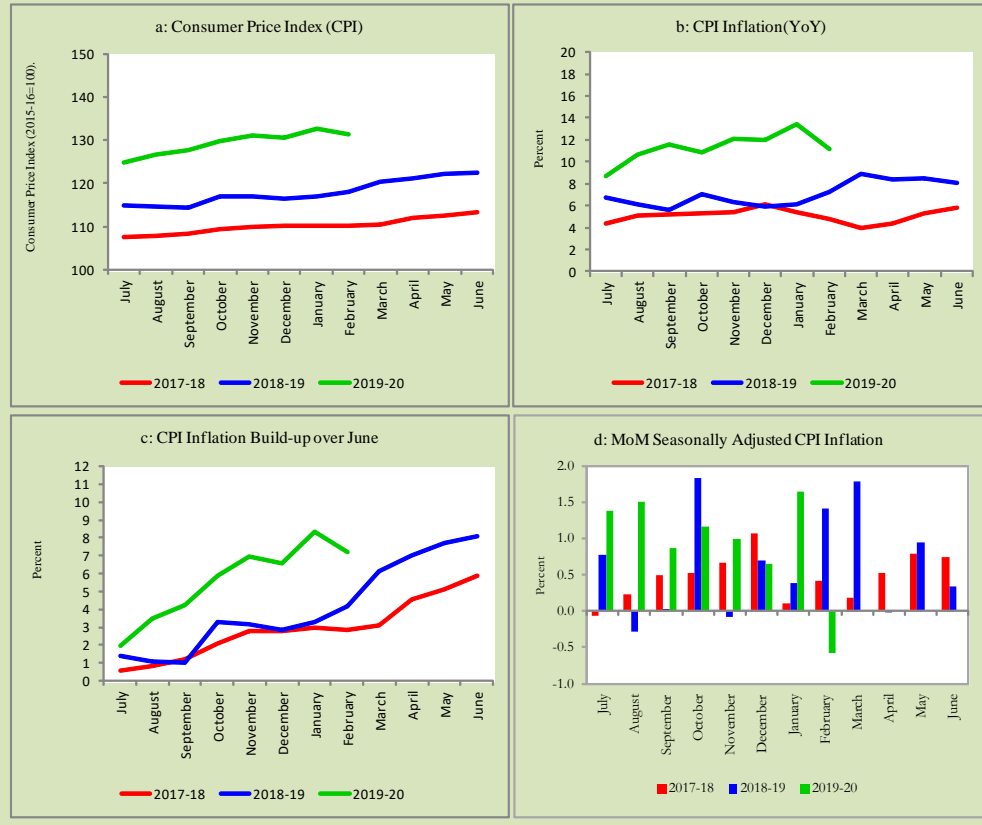 a: Consumer Price Index (CPI)
Consumer Price Index (2015-16=100).
150
140
130
120
110
100
July
August
September
October
November
December
January
February
March
April
May
June
2017-18
2018-19
2019-20
b: CPI Inflation(YoY)
Percent
20
18
16
14
12
10
8
6
4
2
0
July
August
September
October
November
December
January
February
March
April
May
June
2017-18
2018-19
2019-20
c: CPI Inflation Build-up over June
Percent
12
11
10
9
8
7
6
5
4
3
2
1
0
July
August
September
October
November
December
January
February
March
April
May
June
2017-18
2018-19
2019-20
d: MoM Seasonally Adjusted CPI Inflation
Percent
2.0
1.5
1.0
0.5
0.0
-0.5
-1.0
July
August
September
October
November
December
January
February
March
April
May
June
2017-18
2018-19
2019-20